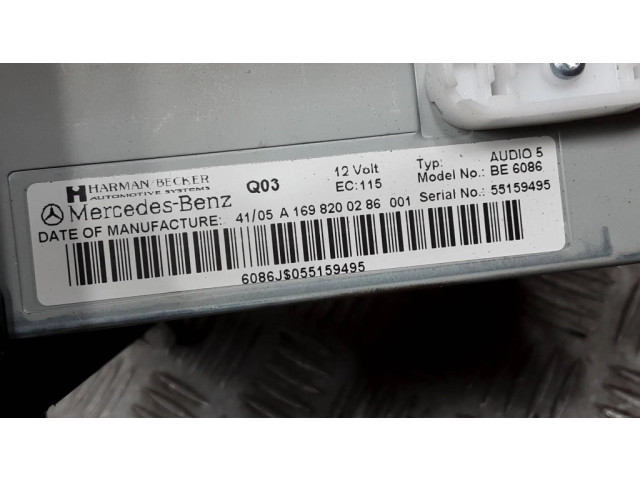 HARMAN/BECKER
AUTOMOTIVE SYSTEMS
Mercedes-Benz
Q03
12 Volt
EC:115
Typ: AUDIO 5
Model No.: BE 6086
Serial No.: 55159495
DATE OF MANUFACTURE: 41/05 A 169 820 02 86 001
6086J$055159495